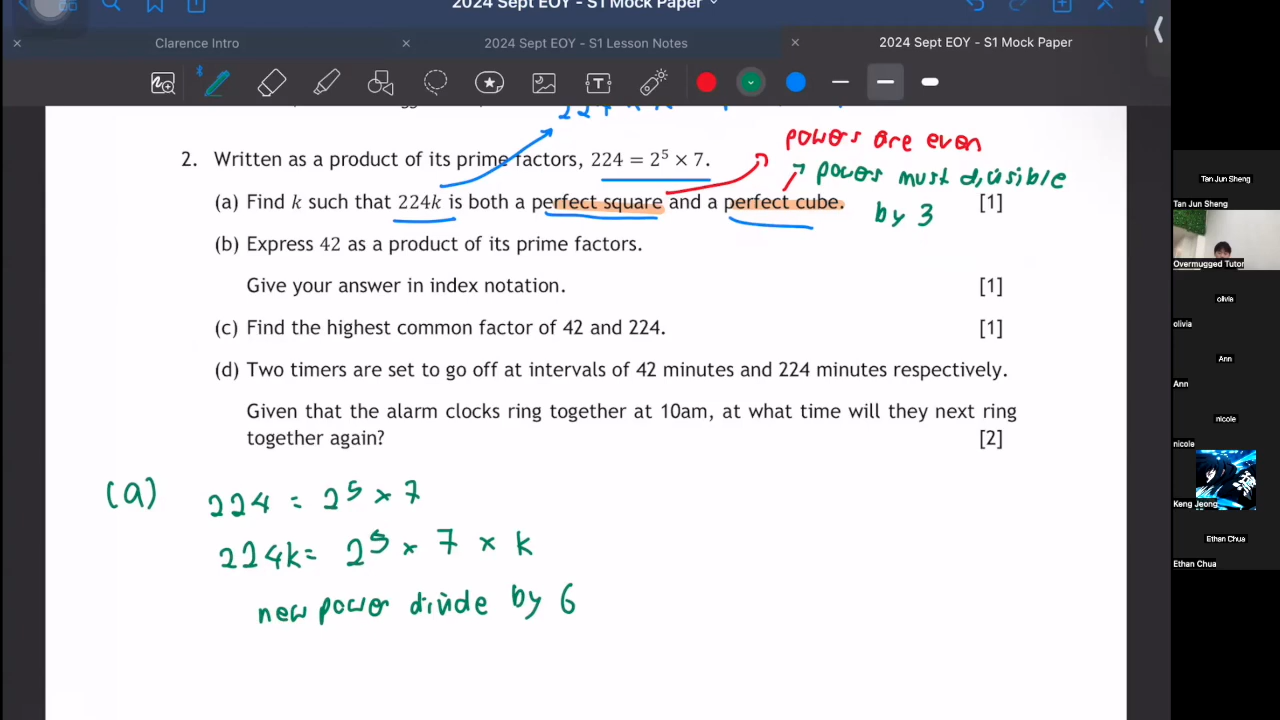 2024 Sept EOY - S1 Mock Paper
Clarence Intro
2024 Sept EOY - S1 Lesson Notes
2024 Sept EOY - S1 Mock Paper
powers are even
2. Written as a product of its prime factors, 224 = 2⁵ × 7.
power must divisible
by 3
(a) Find k such that 224k is both a perfect square and a perfect cube. [1]
(b) Express 42 as a product of its prime factors.
Give your answer in index notation. [1]
(c) Find the highest common factor of 42 and 224. [1]
(d) Two timers are set to go off at intervals of 42 minutes and 224 minutes respectively.
Given that the alarm clocks ring together at 10am, at what time will they next ring
together again? [2]
(a) 224 = 2⁵ × 7
224k = 2⁵ × 7 × k
new power divide by 6
Tan Jun Sheng
Tan Jun Sheng
Overmugged Tutor
olivia
olivia
Ann
Ann
nicole
nicole
Keng Jeong
Ethan Chua
Ethan Chua